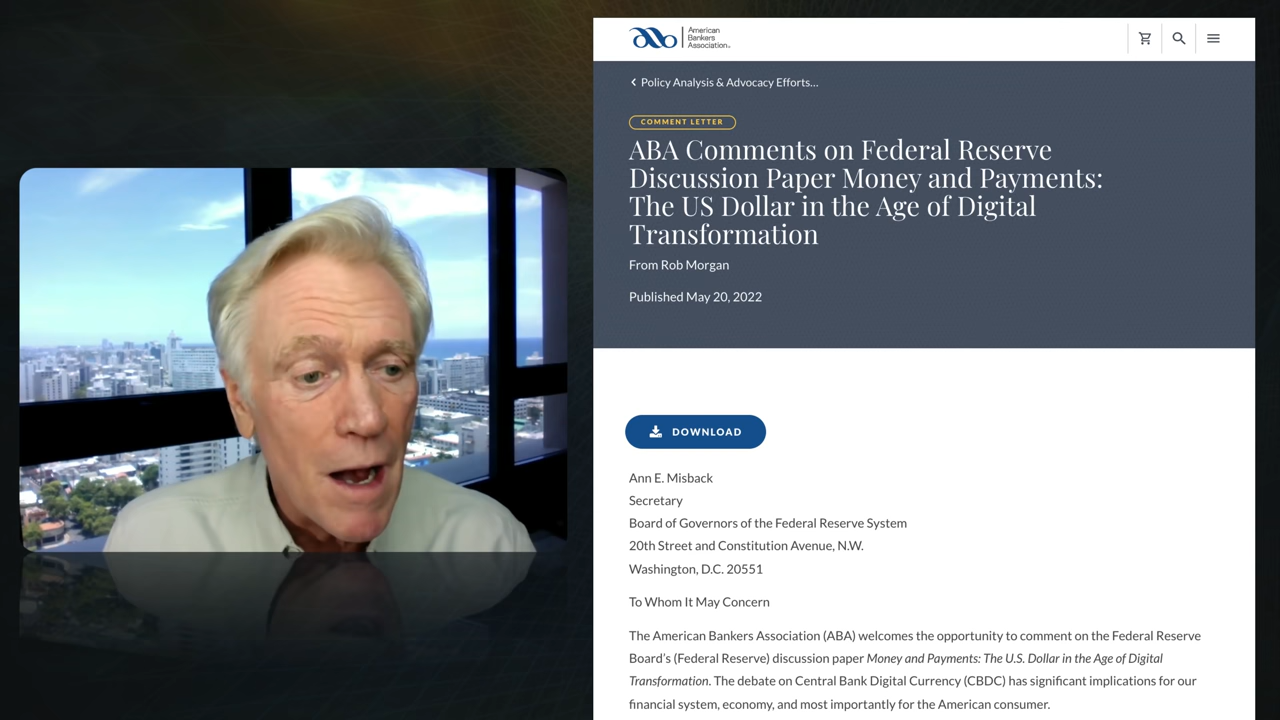 American
Bankers
Association
Policy Analysis & Advocacy Efforts...
COMMENT LETTER
ABA Comments on Federal Reserve
Discussion Paper Money and Payments:
The US Dollar in the Age of Digital
Transformation
From Rob Morgan
Published May 20, 2022
DOWNLOAD
Ann E. Misback
Secretary
Board of Governors of the Federal Reserve System
20th Street and Constitution Avenue, N.W.
Washington, D.C. 20551
To Whom It May Concern
The American Bankers Association (ABA) welcomes the opportunity to comment on the Federal Reserve
Board's (Federal Reserve) discussion paper Money and Payments: The U.S. Dollar in the Age of Digital
Transformation. The debate on Central Bank Digital Currency (CBDC) has significant implications for our
financial system, economy, and most importantly for the American consumer.